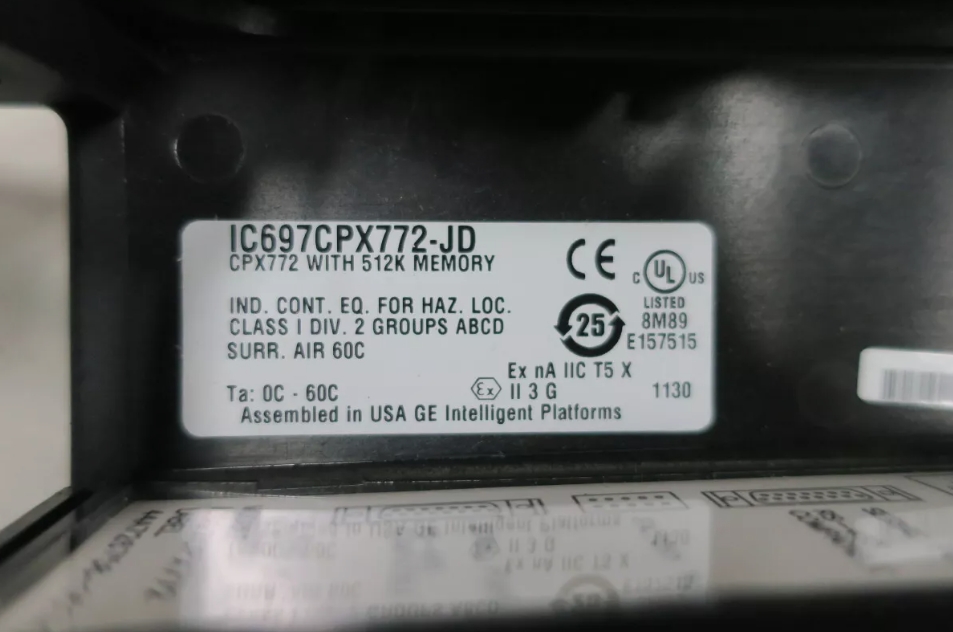 IC697CPX772-JD
CPX772 WITH 512K MEMORY
IND. CONT. EQ. FOR HAZ. LOC.
CLASS I DIV. 2 GROUPS ABCD
SURR. AIR 60C
Ta: 0C - 60C
CE
C UL US
LISTED
8M89
E157515
25
Ex nA IIC T5 X
Ex II 3 G
1130
Assembled in USA GE Intelligent Platforms